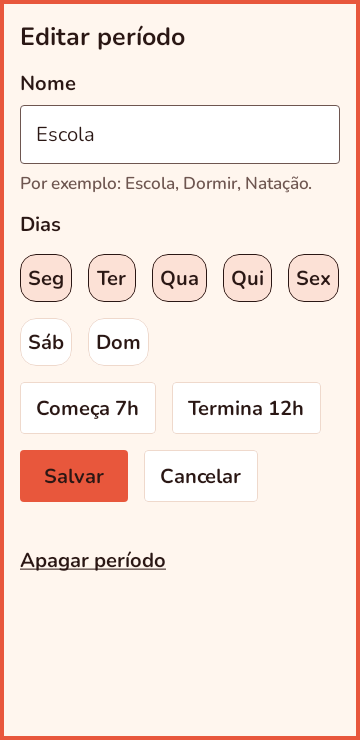 Editar período
Nome
Escola
Por exemplo: Escola, Dormir, Natação.
Dias
Seg Ter Qua Qui Sex
Sáb Dom
Começa 7h Termina 12h
Salvar Cancelar
Apagar período